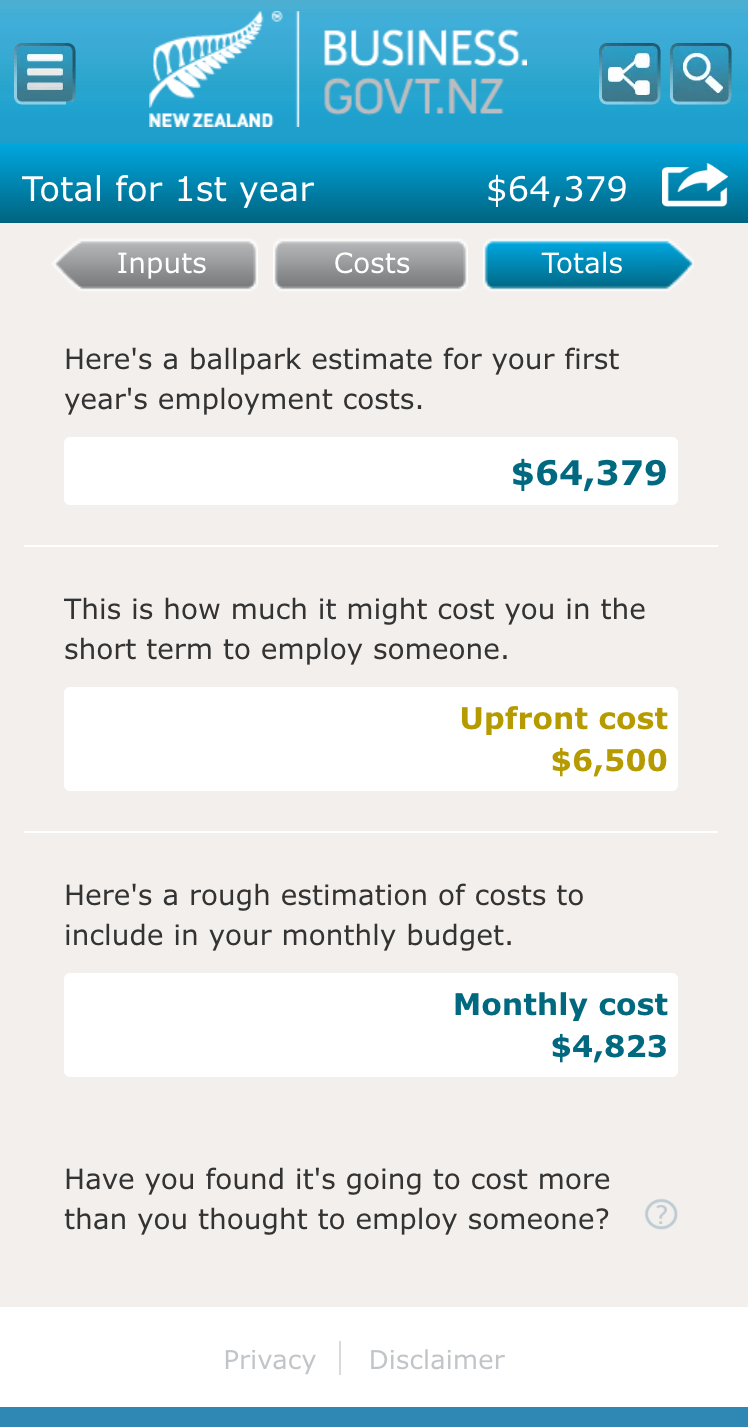 NEW ZEALAND
BUSINESS.
GOVT.NZ
Total for 1st year $64,379
Inputs Costs Totals
Here's a ballpark estimate for your first
year's employment costs.
$64,379
This is how much it might cost you in the
short term to employ someone.
Upfront cost
$6,500
Here's a rough estimation of costs to
include in your monthly budget.
Monthly cost
$4,823
Have you found it's going to cost more
than you thought to employ someone? ?
Privacy | Disclaimer